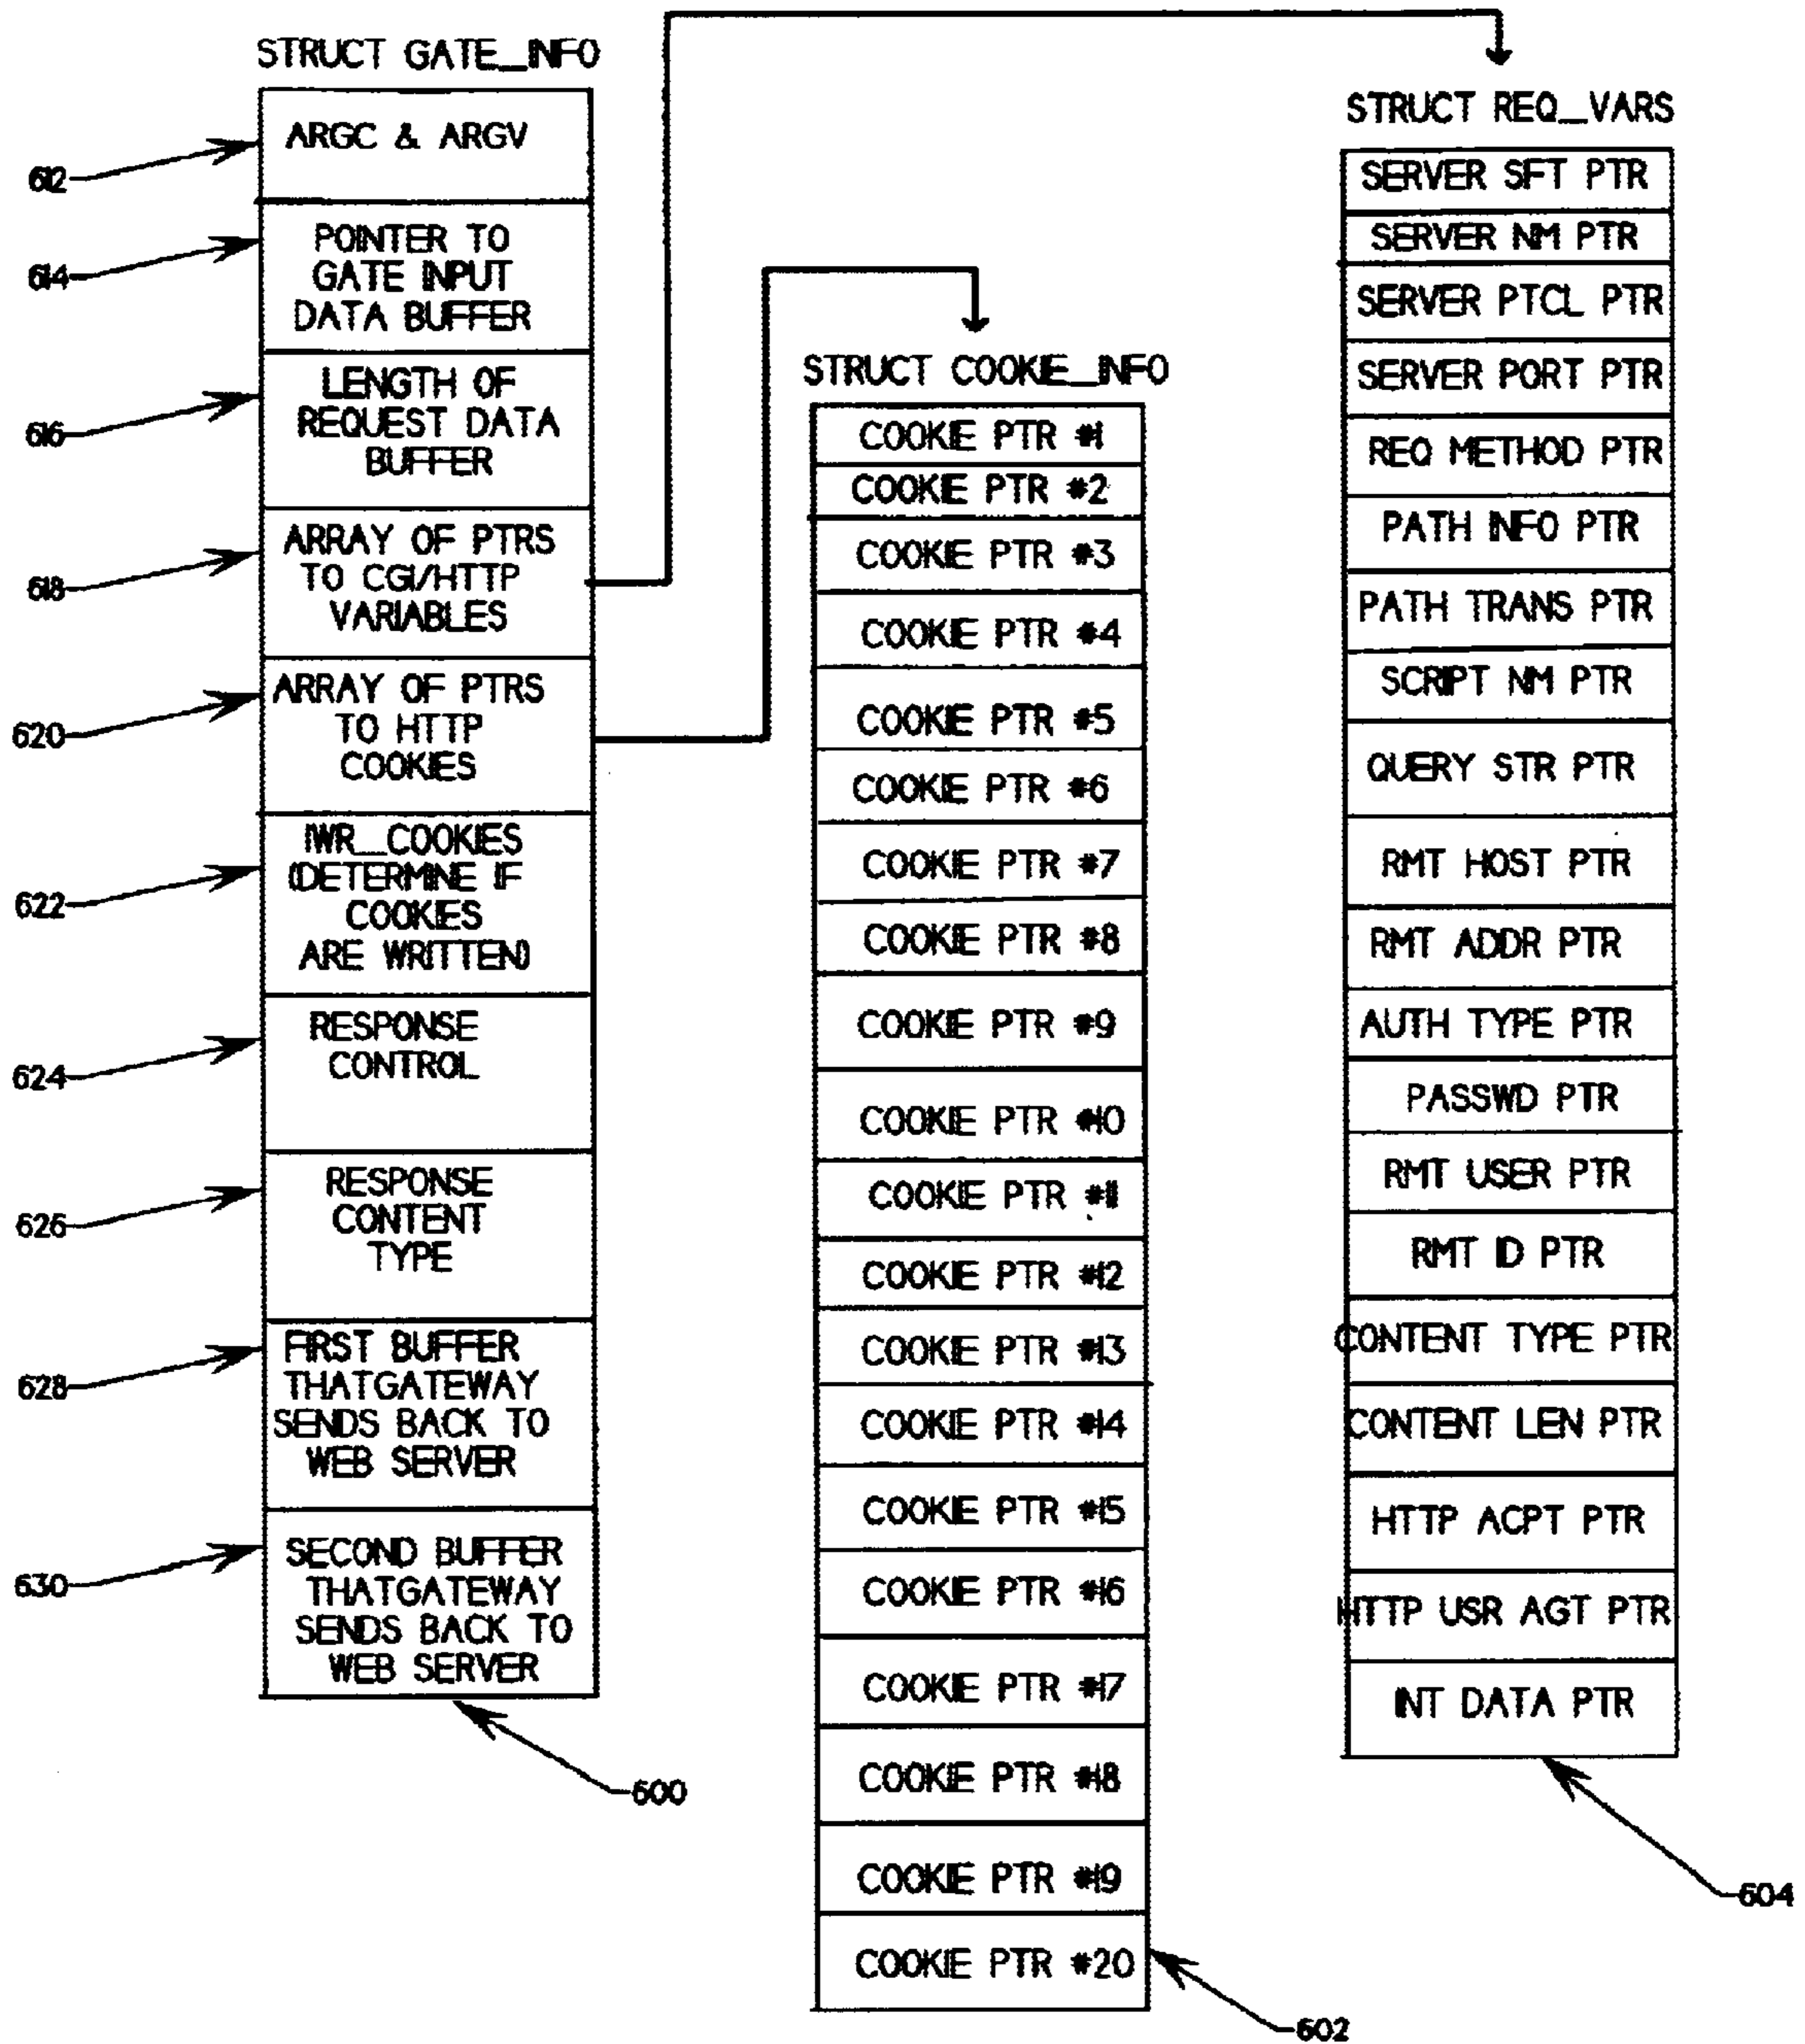 STRUCT GATE_INFO
ARGC & ARGV
612
POINTER TO
GATE INPUT
DATA BUFFER
614
LENGTH OF
REQUEST DATA
BUFFER
616
ARRAY OF PTRS
TO CGI/HTTP
VARIABLES
618
ARRAY OF PTRS
TO HTTP
COOKIES
620
IWR_COOKIES
(DETERMINE IF
COOKIES
ARE WRITTEN)
622
RESPONSE
CONTROL
624
RESPONSE
CONTENT
TYPE
626
FIRST BUFFER
THATGATEWAY
SENDS BACK TO
WEB SERVER
628
SECOND BUFFER
THATGATEWAY
SENDS BACK TO
WEB SERVER
630
600
STRUCT COOKIE_INFO
COOKIE PTR #1
COOKIE PTR #2
COOKIE PTR #3
COOKIE PTR #4
COOKIE PTR #5
COOKIE PTR #6
COOKIE PTR #7
COOKIE PTR #8
COOKIE PTR #9
COOKIE PTR #10
COOKIE PTR #11
COOKIE PTR #12
COOKIE PTR #13
COOKIE PTR #14
COOKIE PTR #15
COOKIE PTR #16
COOKIE PTR #17
COOKIE PTR #18
COOKIE PTR #19
COOKIE PTR #20
602
STRUCT REQ_VARS
SERVER SFT PTR
SERVER NM PTR
SERVER PTCL PTR
SERVER PORT PTR
REQ METHOD PTR
PATH INFO PTR
PATH TRANS PTR
SCRIPT NM PTR
QUERY STR PTR
RMT HOST PTR
RMT ADDR PTR
AUTH TYPE PTR
PASSWD PTR
RMT USER PTR
RMT ID PTR
CONTENT TYPE PTR
CONTENT LEN PTR
HTTP ACPT PTR
HTTP USR AGT PTR
INT DATA PTR
604